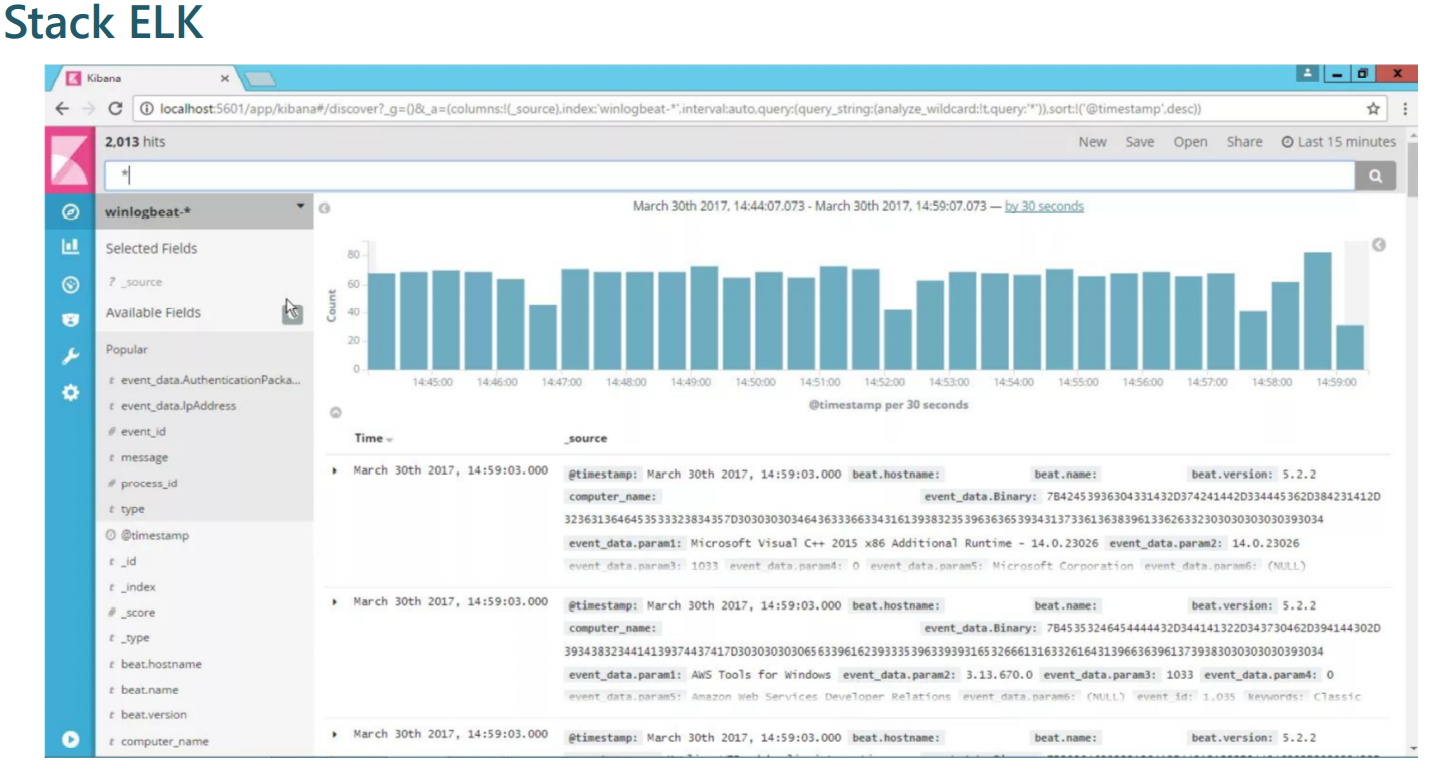 Stack ELK
Kibana
localhost:5601/app/kibana#/discover?_g=()&_a=(columns:!(_source),index:'winlogbeat-*',interval:auto,query:(query_string:(analyze_wildcard:!t,query:'*')),sort:!('@timestamp',desc))
2,013 hits
New Save Open Share Last 15 minutes
*
winlogbeat-*
March 30th 2017, 14:44:07.073 - March 30th 2017, 14:59:07.073 — by 30 seconds
Selected Fields
? _source
Available Fields
Popular
t event_data.AuthenticationPacka...
t event_data.IpAddress
# event_id
t message
# process_id
t type
@timestamp
t _id
t _index
# _score
t _type
t beat.hostname
t beat.name
t beat.version
t computer_name
80
60
40
20
0
Count
14:45:00 14:46:00 14:47:00 14:48:00 14:49:00 14:50:00 14:51:00 14:52:00 14:53:00 14:54:00 14:55:00 14:56:00 14:57:00 14:58:00 14:59:00
@timestamp per 30 seconds
Time _source
March 30th 2017, 14:59:03.000 @timestamp: March 30th 2017, 14:59:03.000 beat.hostname: beat.name: beat.version: 5.2.2
computer_name: event_data.Binary:
event_data.param1: Microsoft Visual C++ 2015 x86 Additional Runtime - 14.0.23026 event_data.param2: 14.0.23026
event_data.param3: 1033 event_data.param4: 0 event_data.param5: Microsoft Corporation event_data.param6: (NULL)
March 30th 2017, 14:59:03.000 @timestamp: March 30th 2017, 14:59:03.000 beat.hostname: beat.name: beat.version: 5.2.2
computer_name: event_data.Binary:
event_data.param1: AWS Tools for Windows event_data.param2: 3.13.670.0 event_data.param3: 1033 event_data.param4: 0
event_data.param5: Amazon Web Services Developer Relations event_data.param6: (NULL) event_id: 1,035 keywords: Classic
March 30th 2017, 14:59:03.000 @timestamp: March 30th 2017, 14:59:03.000 beat.hostname: beat.name: beat.version: 5.2.2